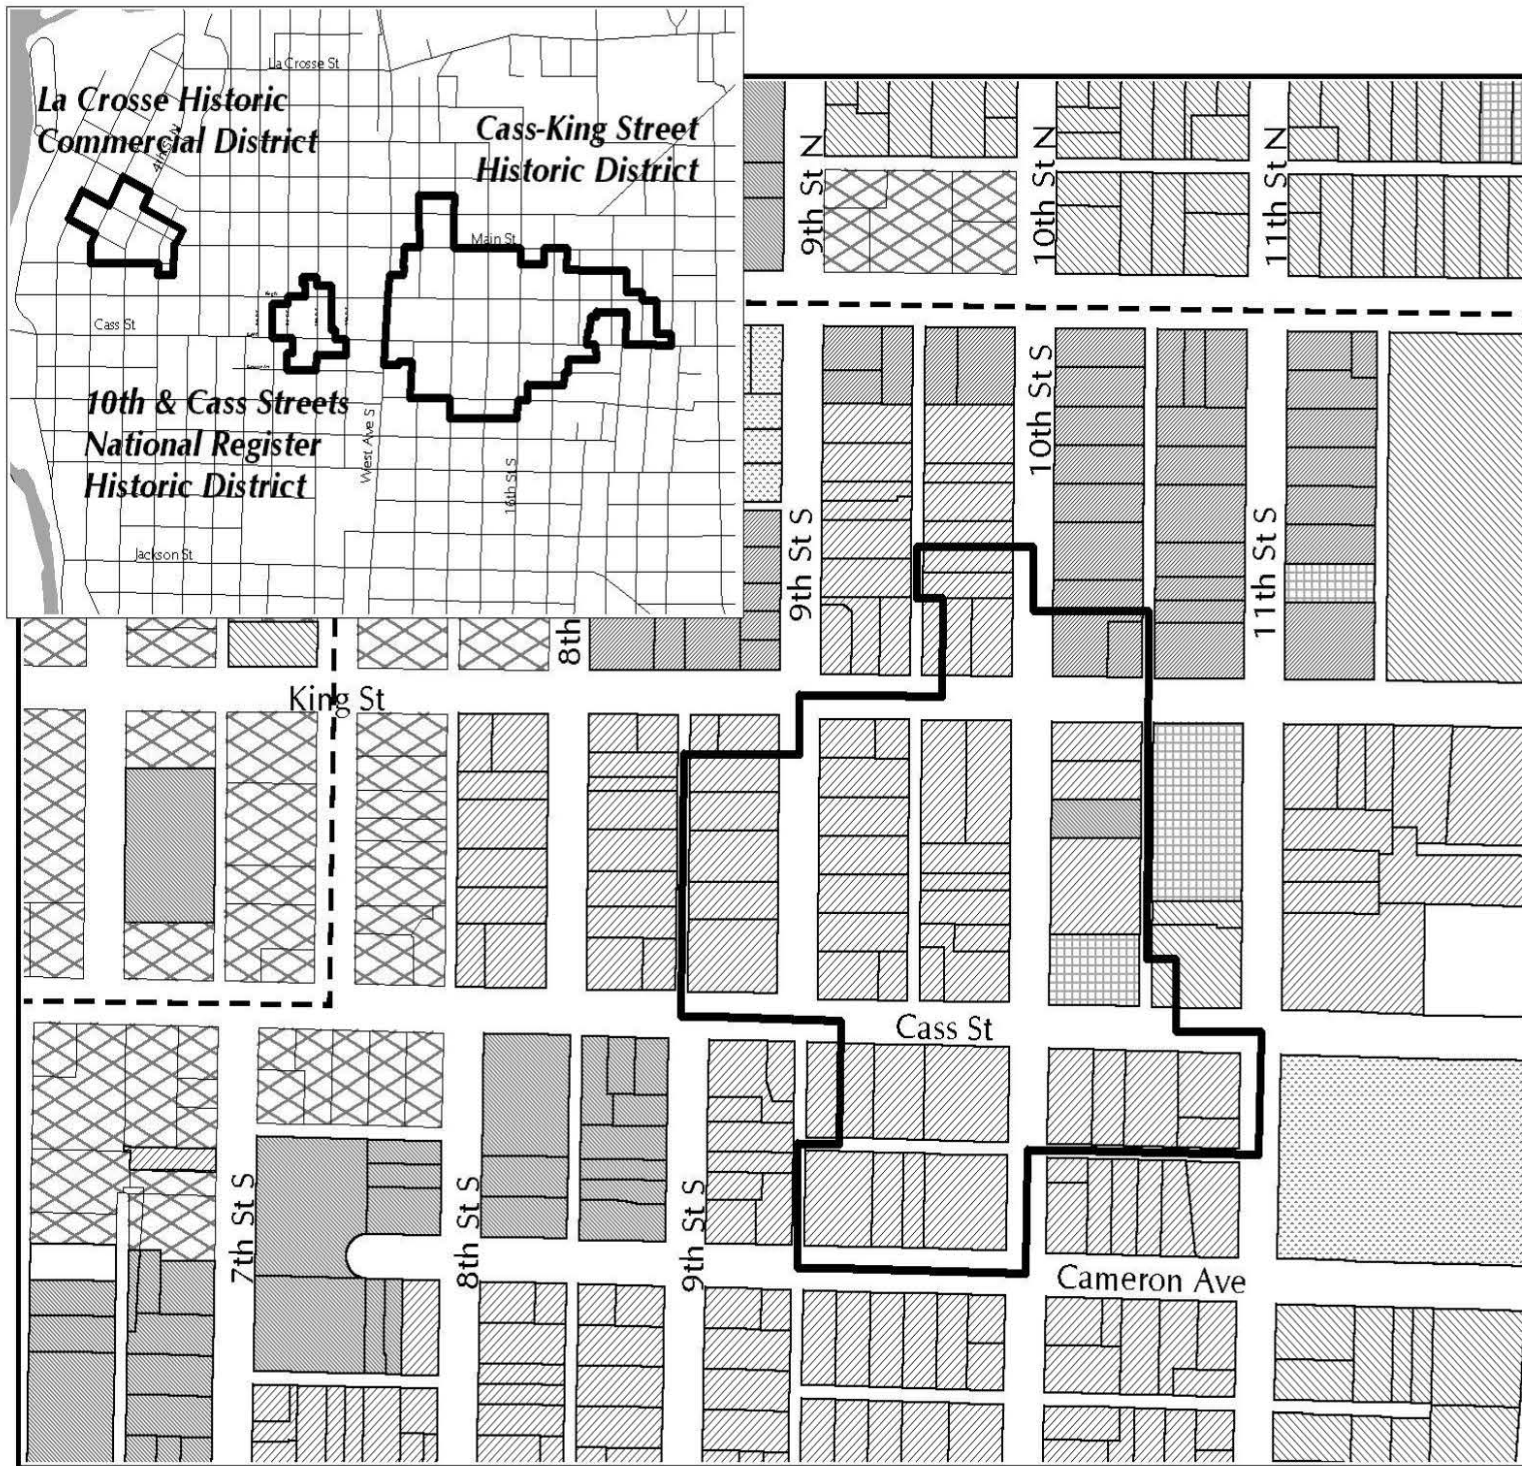 La Crosse St
La Crosse Historic
Commercial District
4th St N
Cass-King Street
Historic District
Main St
Cass St
10th & Cass Streets
National Register
Historic District
West Ave S
16th St S
Jackson St
9th St N
10th St N
11th St N
10th St S
9th St S
11th St S
8th
King St
Cass St
7th St S
8th St S
9th St S
Cameron Ave